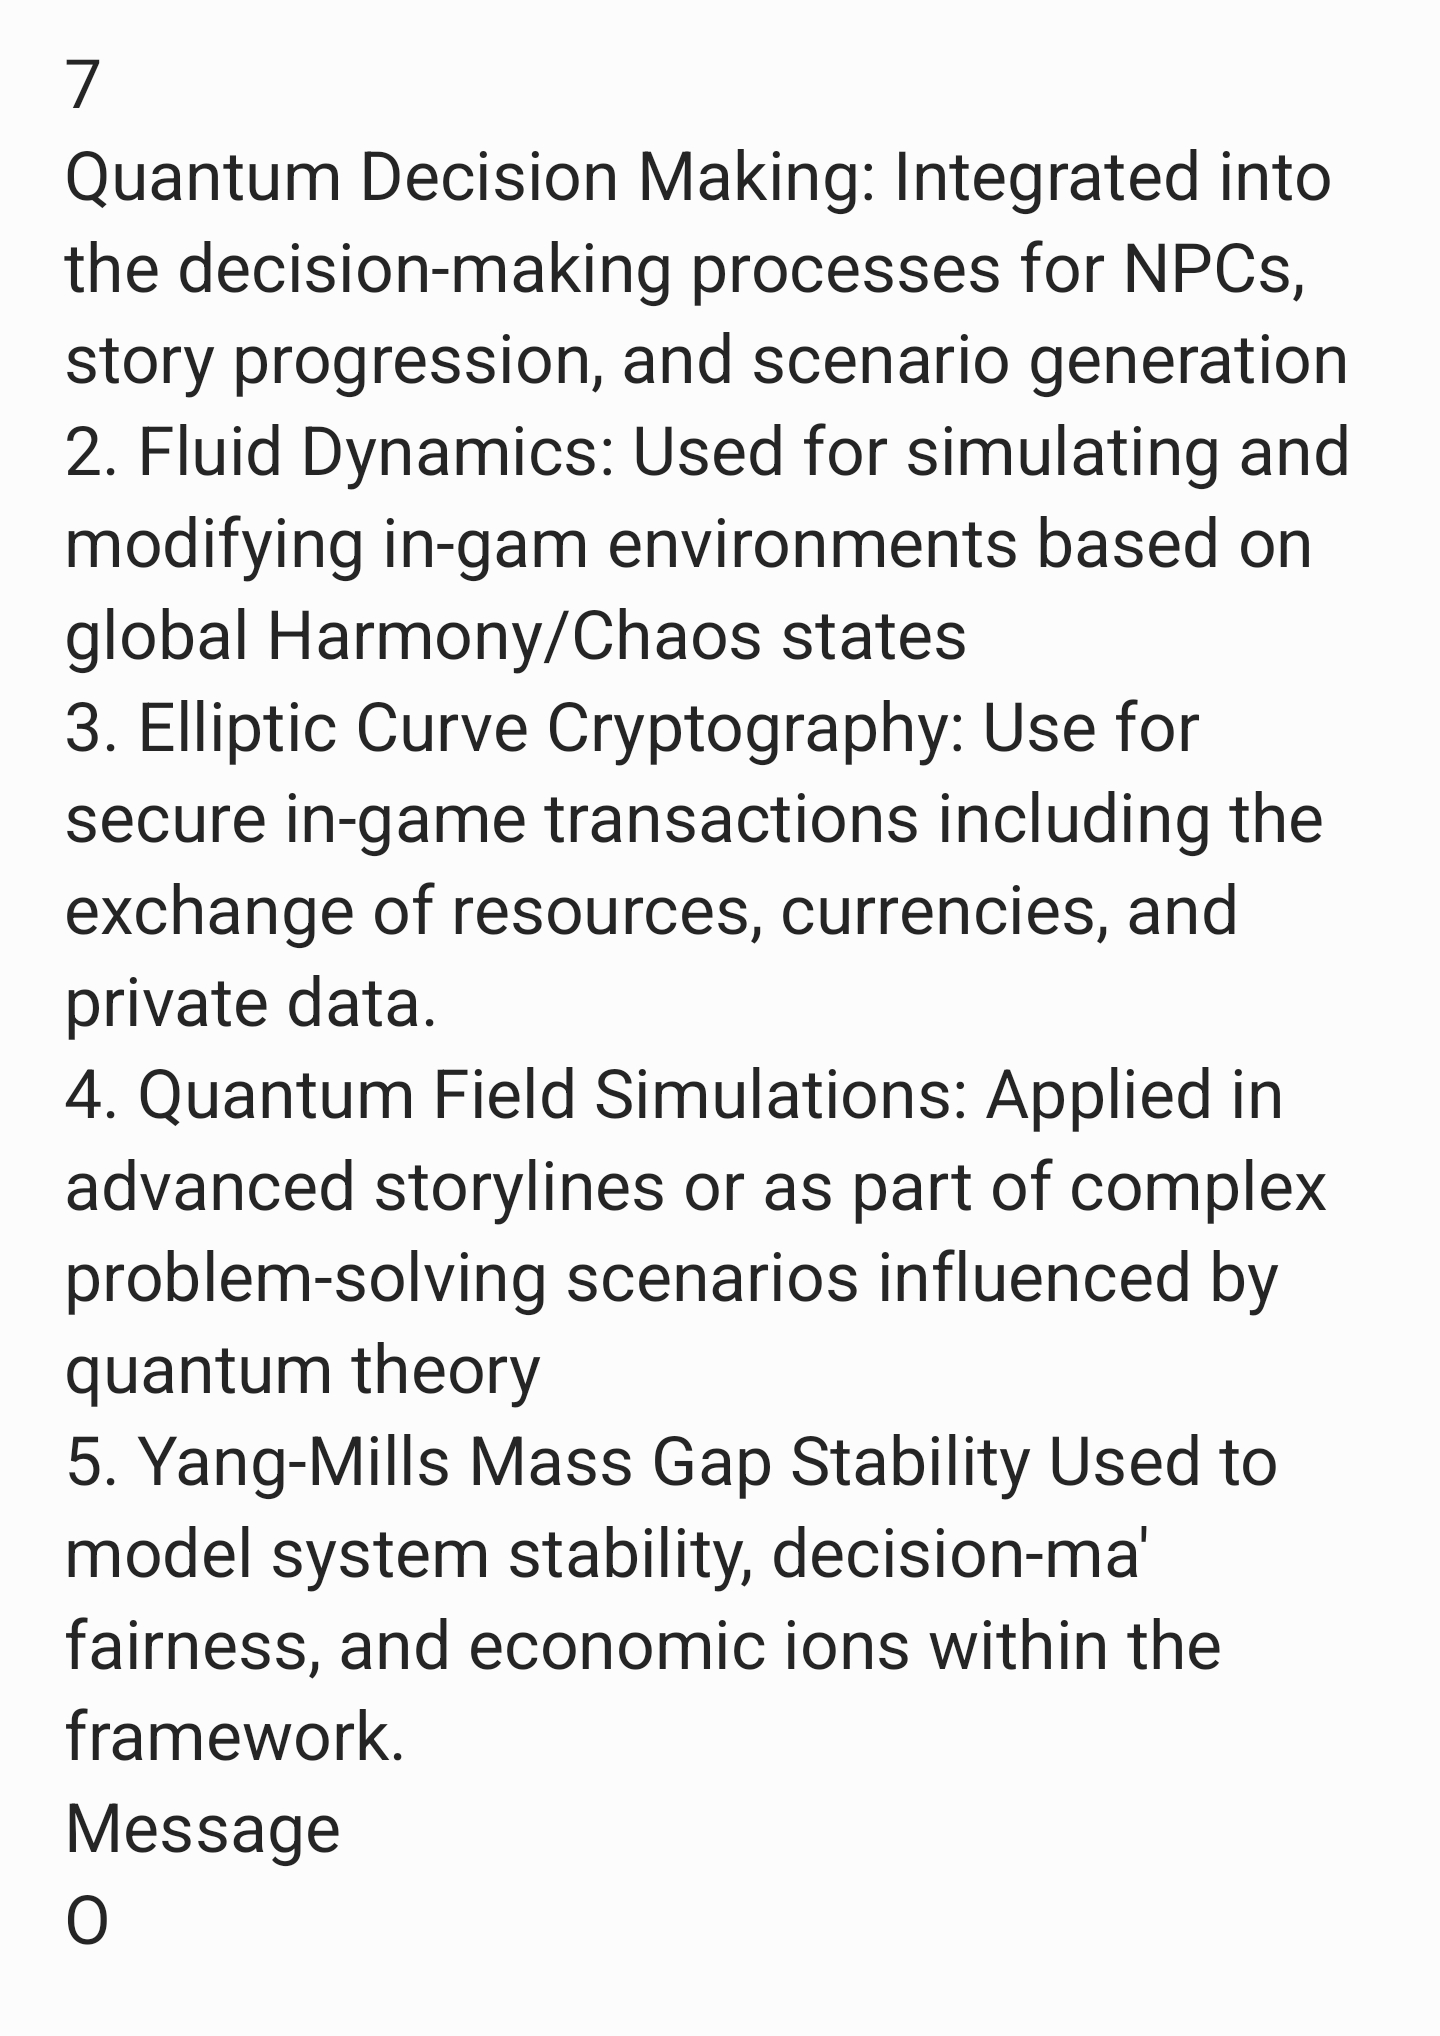 7
Quantum Decision Making: Integrated into
the decision-making processes for NPCs,
story progression, and scenario generation
2. Fluid Dynamics: Used for simulating and
modifying in-gam environments based on
global Harmony/Chaos states
3. Elliptic Curve Cryptography: Use for
secure in-game transactions including the
exchange of resources, currencies, and
private data.
4. Quantum Field Simulations: Applied in
advanced storylines or as part of complex
problem-solving scenarios influenced by
quantum theory
5. Yang-Mills Mass Gap Stability Used to
model system stability, decision-ma'
fairness, and economic ions within the
framework.
Message
O